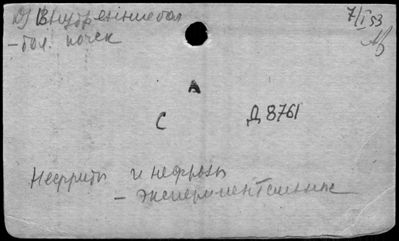 Д) Внутренние бол
7/I 53
– бол. почек
А
С
Д 8761
Нефриты и нефрозы
– экспериментальные